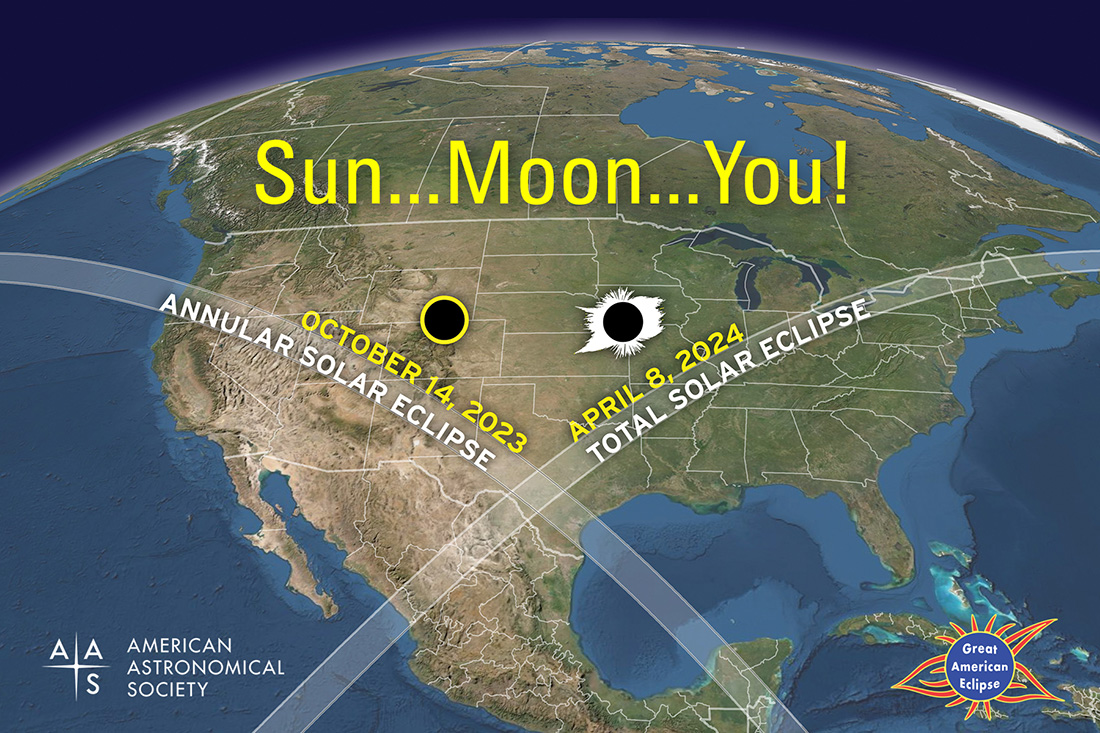 Sun...Moon...You!
OCTOBER 14, 2023
ANNULAR SOLAR ECLIPSE
APRIL 8, 2024
TOTAL SOLAR ECLIPSE
A A
S
AMERICAN
ASTRONOMICAL
SOCIETY
Great
American
Eclipse